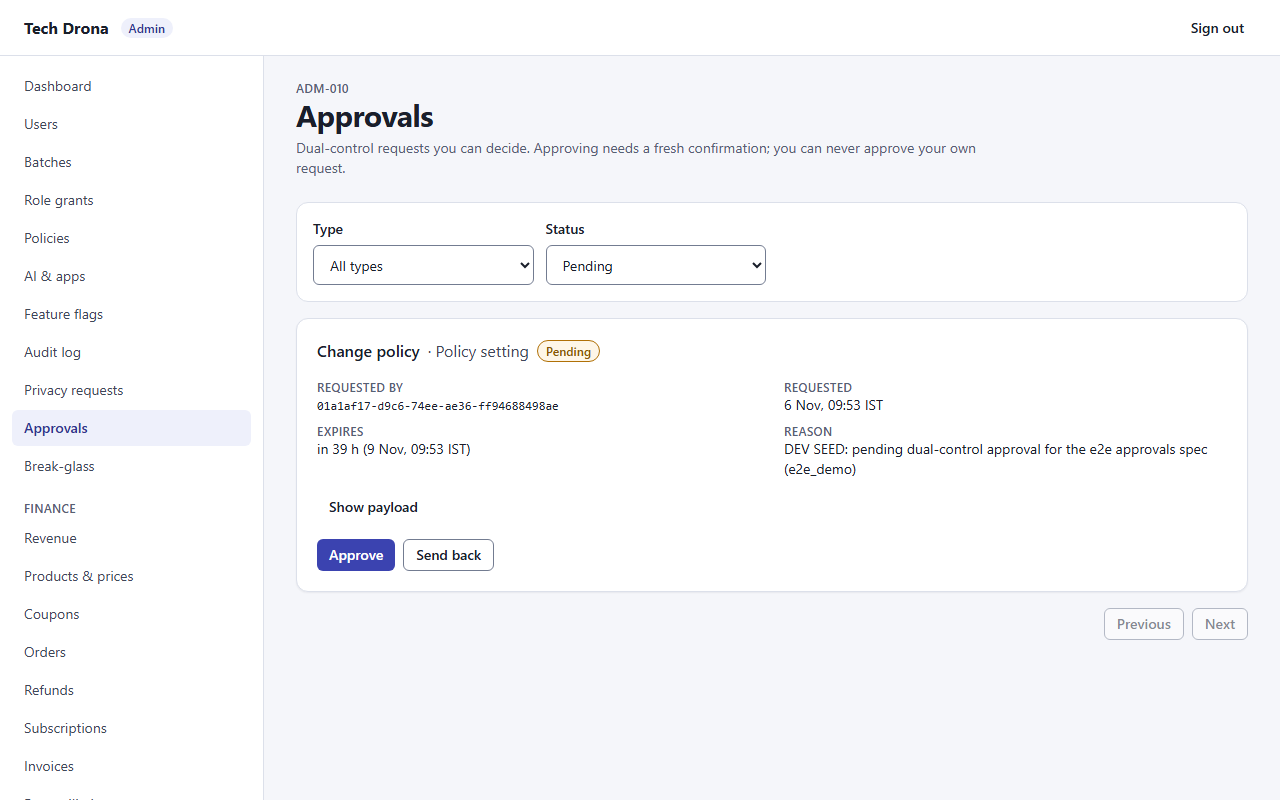 Tech Drona Admin Sign out
Dashboard
Users
Batches
Role grants
Policies
AI & apps
Feature flags
Audit log
Privacy requests
Approvals
Break-glass
FINANCE
Revenue
Products & prices
Coupons
Orders
Refunds
Subscriptions
Invoices
ADM-010
Approvals
Dual-control requests you can decide. Approving needs a fresh confirmation; you can never approve your own
request.
Type Status
All types Pending
Change policy · Policy setting Pending
REQUESTED BY
01a1af17-d9c6-74ee-ae36-ff94688498ae
REQUESTED
6 Nov, 09:53 IST
EXPIRES
in 39 h (9 Nov, 09:53 IST)
REASON
DEV SEED: pending dual-control approval for the e2e approvals spec
(e2e_demo)
Show payload
Approve Send back
Previous Next